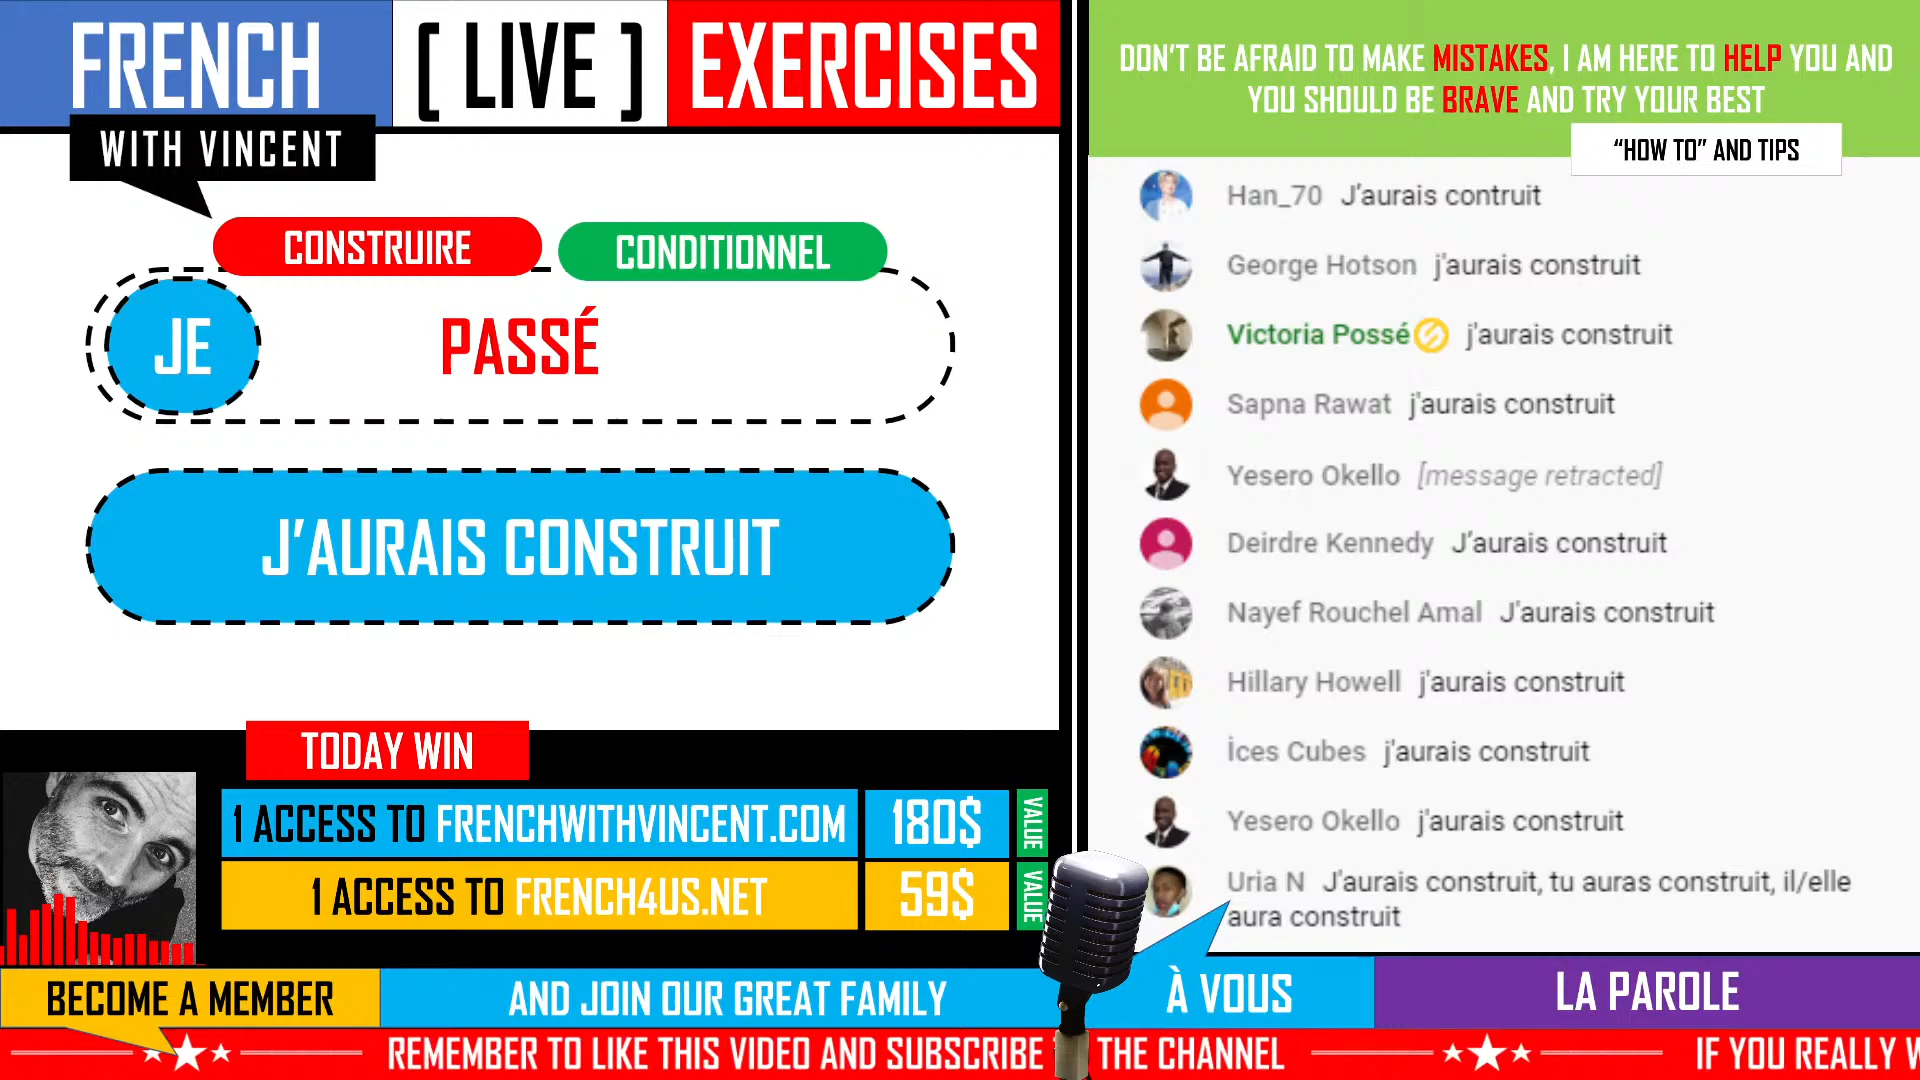 FRENCH [ LIVE ] EXERCISES
WITH VINCENT
CONSTRUIRE
CONDITIONNEL
JE
PASSÉ
J'AURAIS CONSTRUIT
TODAY WIN
1 ACCESS TO FRENCHWITHVINCENT.COM 180$ VALUE
1 ACCESS TO FRENCH4US.NET 59$ VALUE
BECOME A MEMBER AND JOIN OUR GREAT FAMILY
DON'T BE AFRAID TO MAKE MISTAKES, I AM HERE TO HELP YOU AND
YOU SHOULD BE BRAVE AND TRY YOUR BEST
“HOW TO” AND TIPS
Han_70 J'aurais contruit
George Hotson j'aurais construit
Victoria Possé j'aurais construit
Sapna Rawat j'aurais construit
Yesero Okello [message retracted]
Deirdre Kennedy J'aurais construit
Nayef Rouchel Amal J'aurais construit
Hillary Howell j'aurais construit
İces Cubes j'aurais construit
Yesero Okello j'aurais construit
Uria N J'aurais construit, tu auras construit, il/elle
aura construit
À VOUS LA PAROLE
REMEMBER TO LIKE THIS VIDEO AND SUBSCRIBE THE CHANNEL IF YOU REALLY